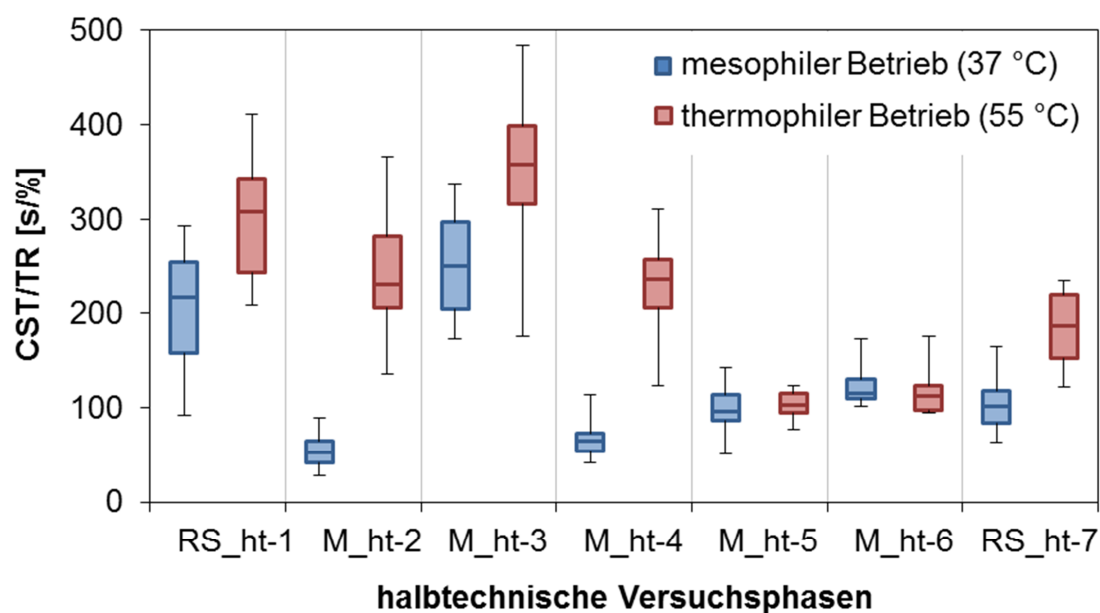 500
400
300
200
100
0
CST/TR [s/%]
mesophiler Betrieb (37 °C)
thermophiler Betrieb (55 °C)
RS_ht-1 M_ht-2 M_ht-3 M_ht-4 M_ht-5 M_ht-6 RS_ht-7
halbtechnische Versuchsphasen